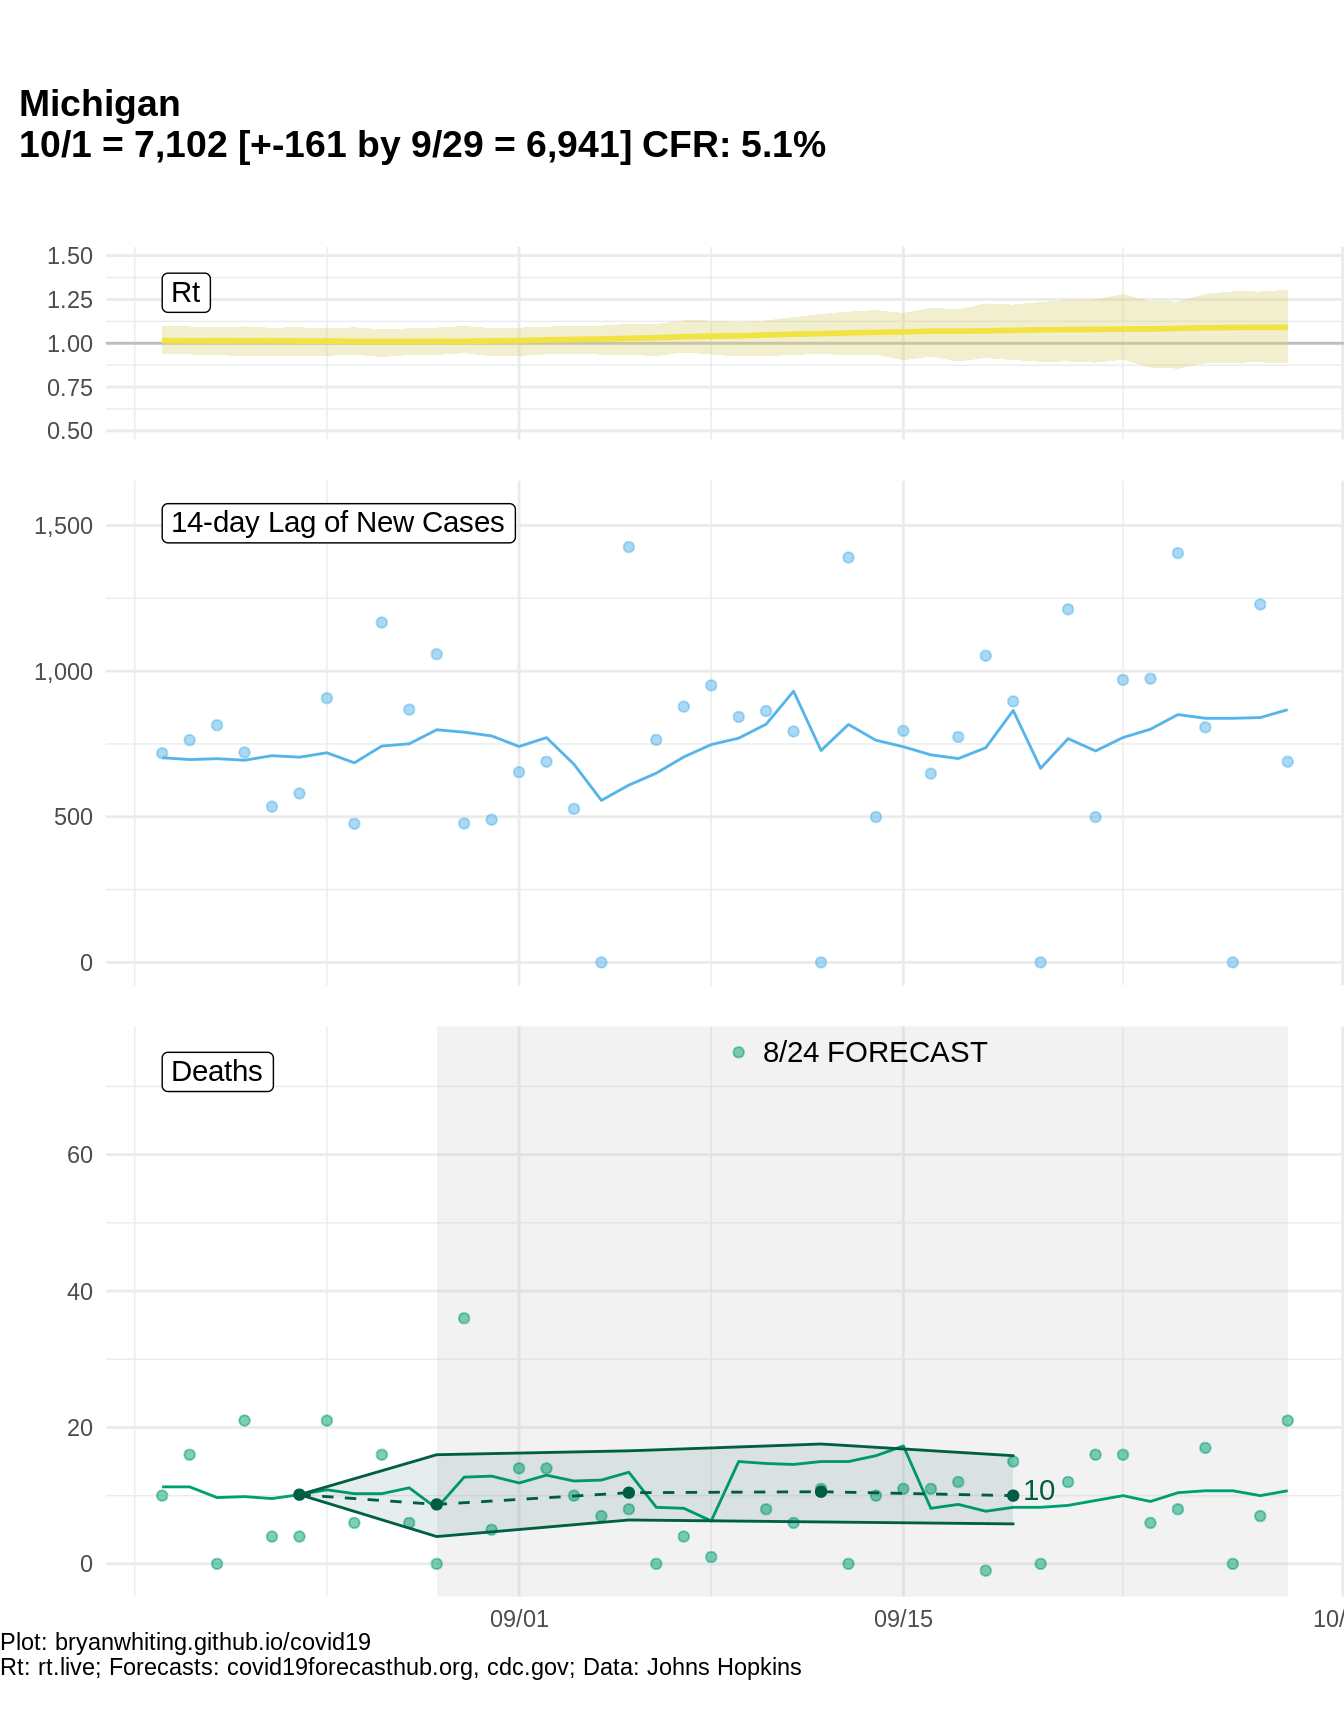 Michigan
10/1 = 7,102 [+-161 by 9/29 = 6,941] CFR: 5.1%
1.50
1.25
1.00
0.75
0.50
Rt
1,500
1,000
500
0
14-day Lag of New Cases
60
40
20
0
Deaths
8/24 FORECAST
10
09/01
09/15
10/
Plot: bryanwhiting.github.io/covid19
Rt: rt.live; Forecasts: covid19forecasthub.org, cdc.gov; Data: Johns Hopkins